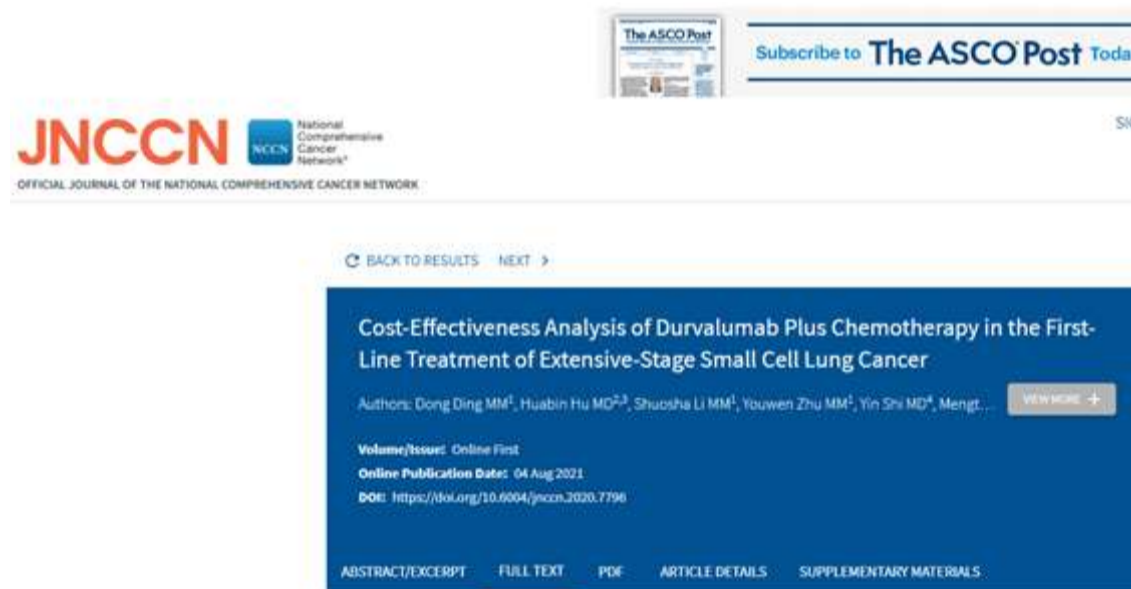 The ASCO Post
Subscribe to The ASCO Post Toda
JNCCN
NCCN
National
Comprehensive
Cancer
Network®
SI
OFFICIAL JOURNAL OF THE NATIONAL COMPREHENSIVE CANCER NETWORK
BACK TO RESULTS NEXT >
Cost-Effectiveness Analysis of Durvalumab Plus Chemotherapy in the First-
Line Treatment of Extensive-Stage Small Cell Lung Cancer
Authors: Dong Ding MM¹, Huabin Hu MD²,³, Shuosha Li MM¹, Youwen Zhu MM¹, Yin Shi MD⁴, Mengt...
VIEW MORE +
Volume/Issue: Online First
Online Publication Date: 04 Aug 2021
DOI: https://doi.org/10.6004/jnccn.2020.7796
ABSTRACT/EXCERPT FULL TEXT PDF ARTICLE DETAILS SUPPLEMENTARY MATERIALS